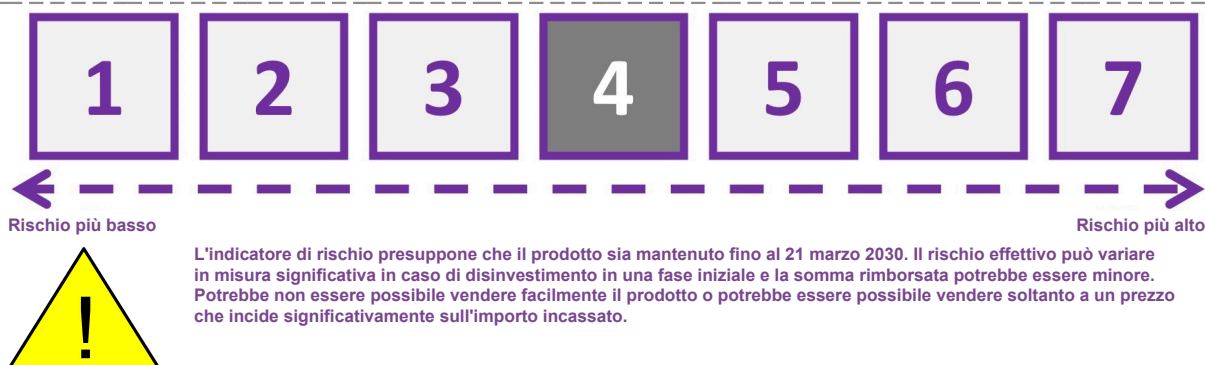 1 2 3 4 5 6 7
Rischio più basso Rischio più alto
L'indicatore di rischio presuppone che il prodotto sia mantenuto fino al 21 marzo 2030. Il rischio effettivo può variare
in misura significativa in caso di disinvestimento in una fase iniziale e la somma rimborsata potrebbe essere minore.
Potrebbe non essere possibile vendere facilmente il prodotto o potrebbe essere possibile vendere soltanto a un prezzo
che incide significativamente sull'importo incassato.
!